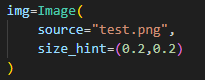 img=Image(
    source="test.png",
    size_hint=(0.2,0.2)
)